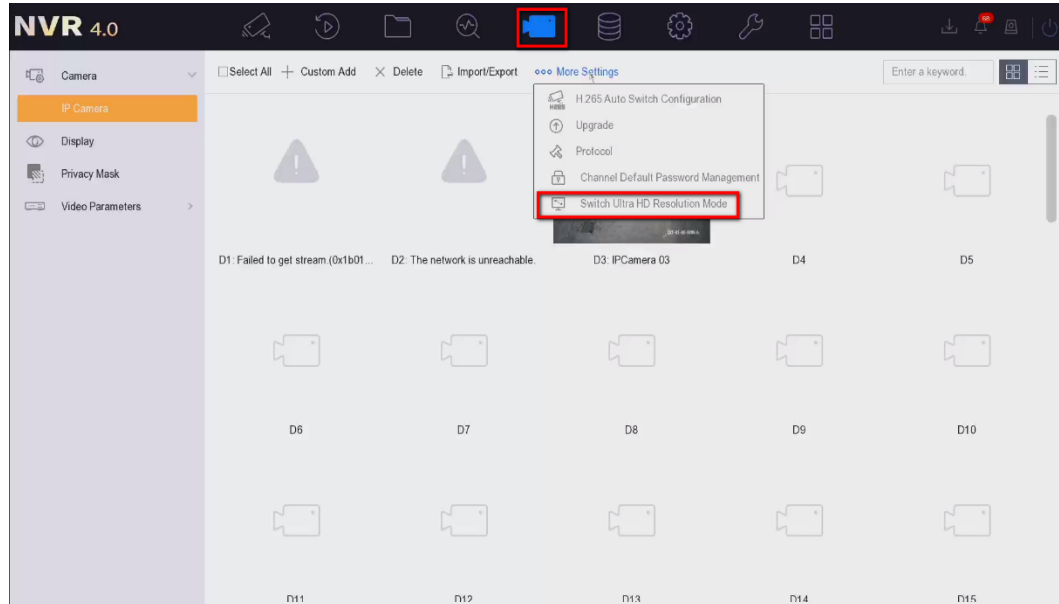 NVR 4.0
68
Camera
IP Camera
Display
Privacy Mask
Video Parameters
Select All
Custom Add
Delete
Import/Export
More Settings
Enter a keyword.
H.265 Auto Switch Configuration
Upgrade
Protocol
Channel Default Password Management
Switch Ultra HD Resolution Mode
D1: Failed to get stream.(0x1b01...
D2: The network is unreachable.
D3: IPCamera 03
D4
D5
D6
D7
D8
D9
D10
D11
D12
D13
D14
D15